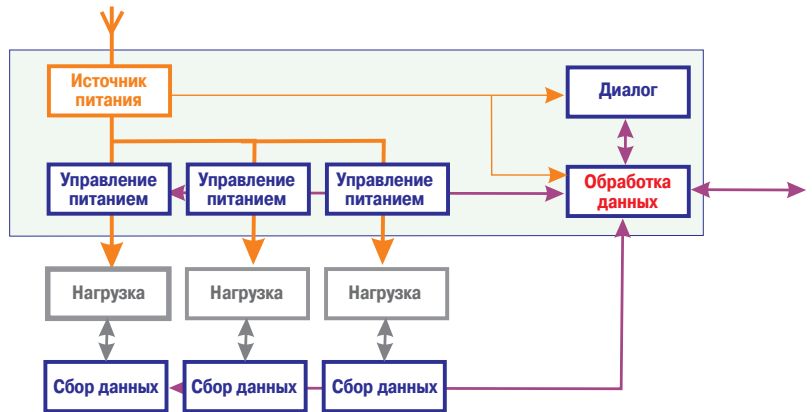 Источник
питания
Диалог
Управление
питанием
Управление
питанием
Управление
питанием
Обработка
данных
Нагрузка
Нагрузка
Нагрузка
Сбор данных
Сбор данных
Сбор данных